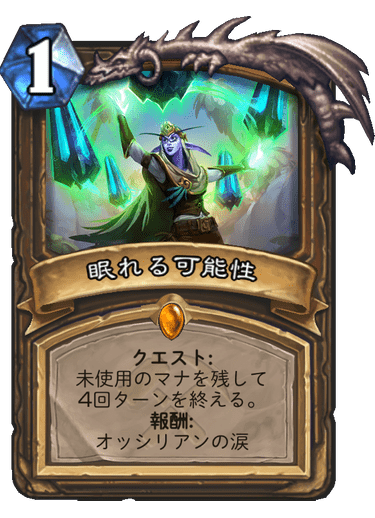 1
眠れる可能性
クエスト:
未使用のマナを残して
4回ターンを終える。
報酬:
オッシリアンの涙